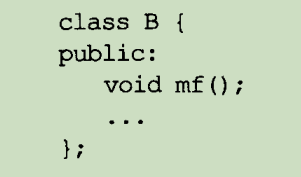 class B {
public:
void mf();
...
};